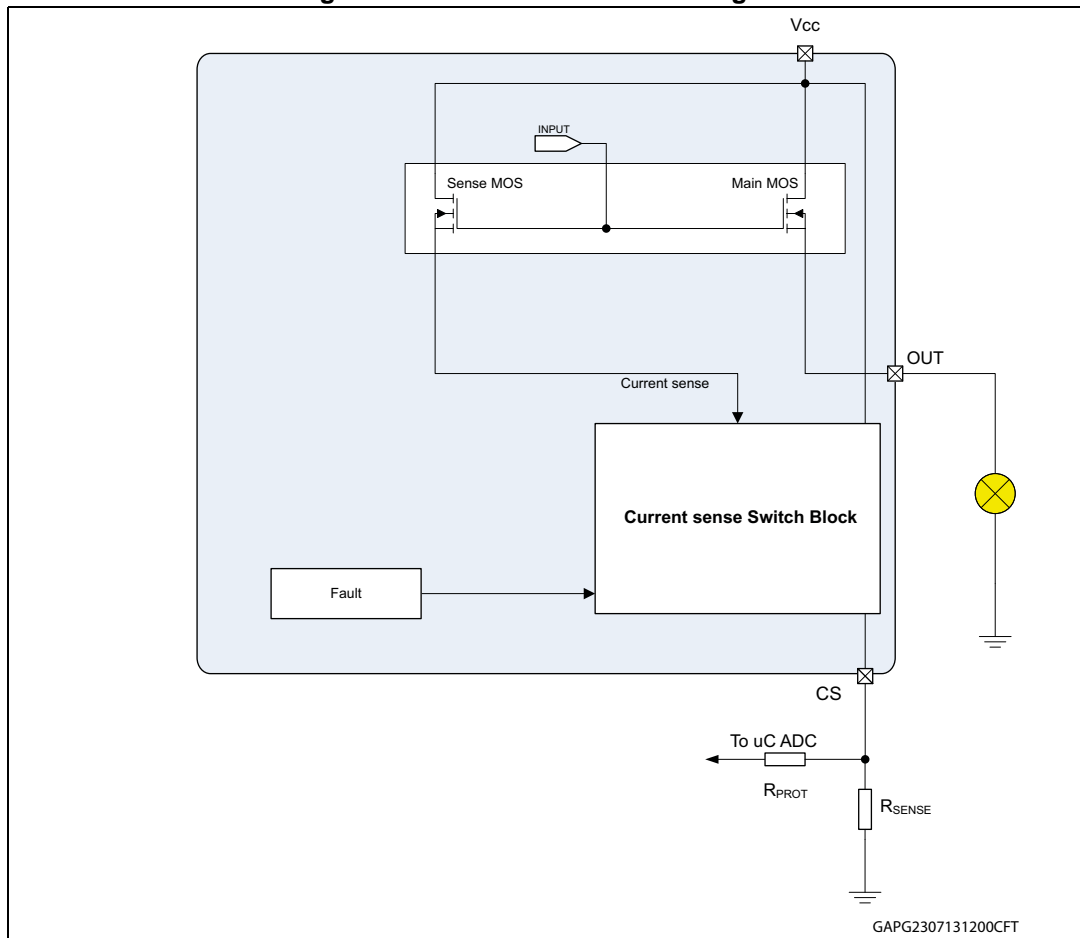 Vcc
INPUT
Sense MOS
Main MOS
OUT
Current sense
Current sense Switch Block
Fault
CS
To uC ADC
RPROT
RSENSE
GAPG2307131200CFT